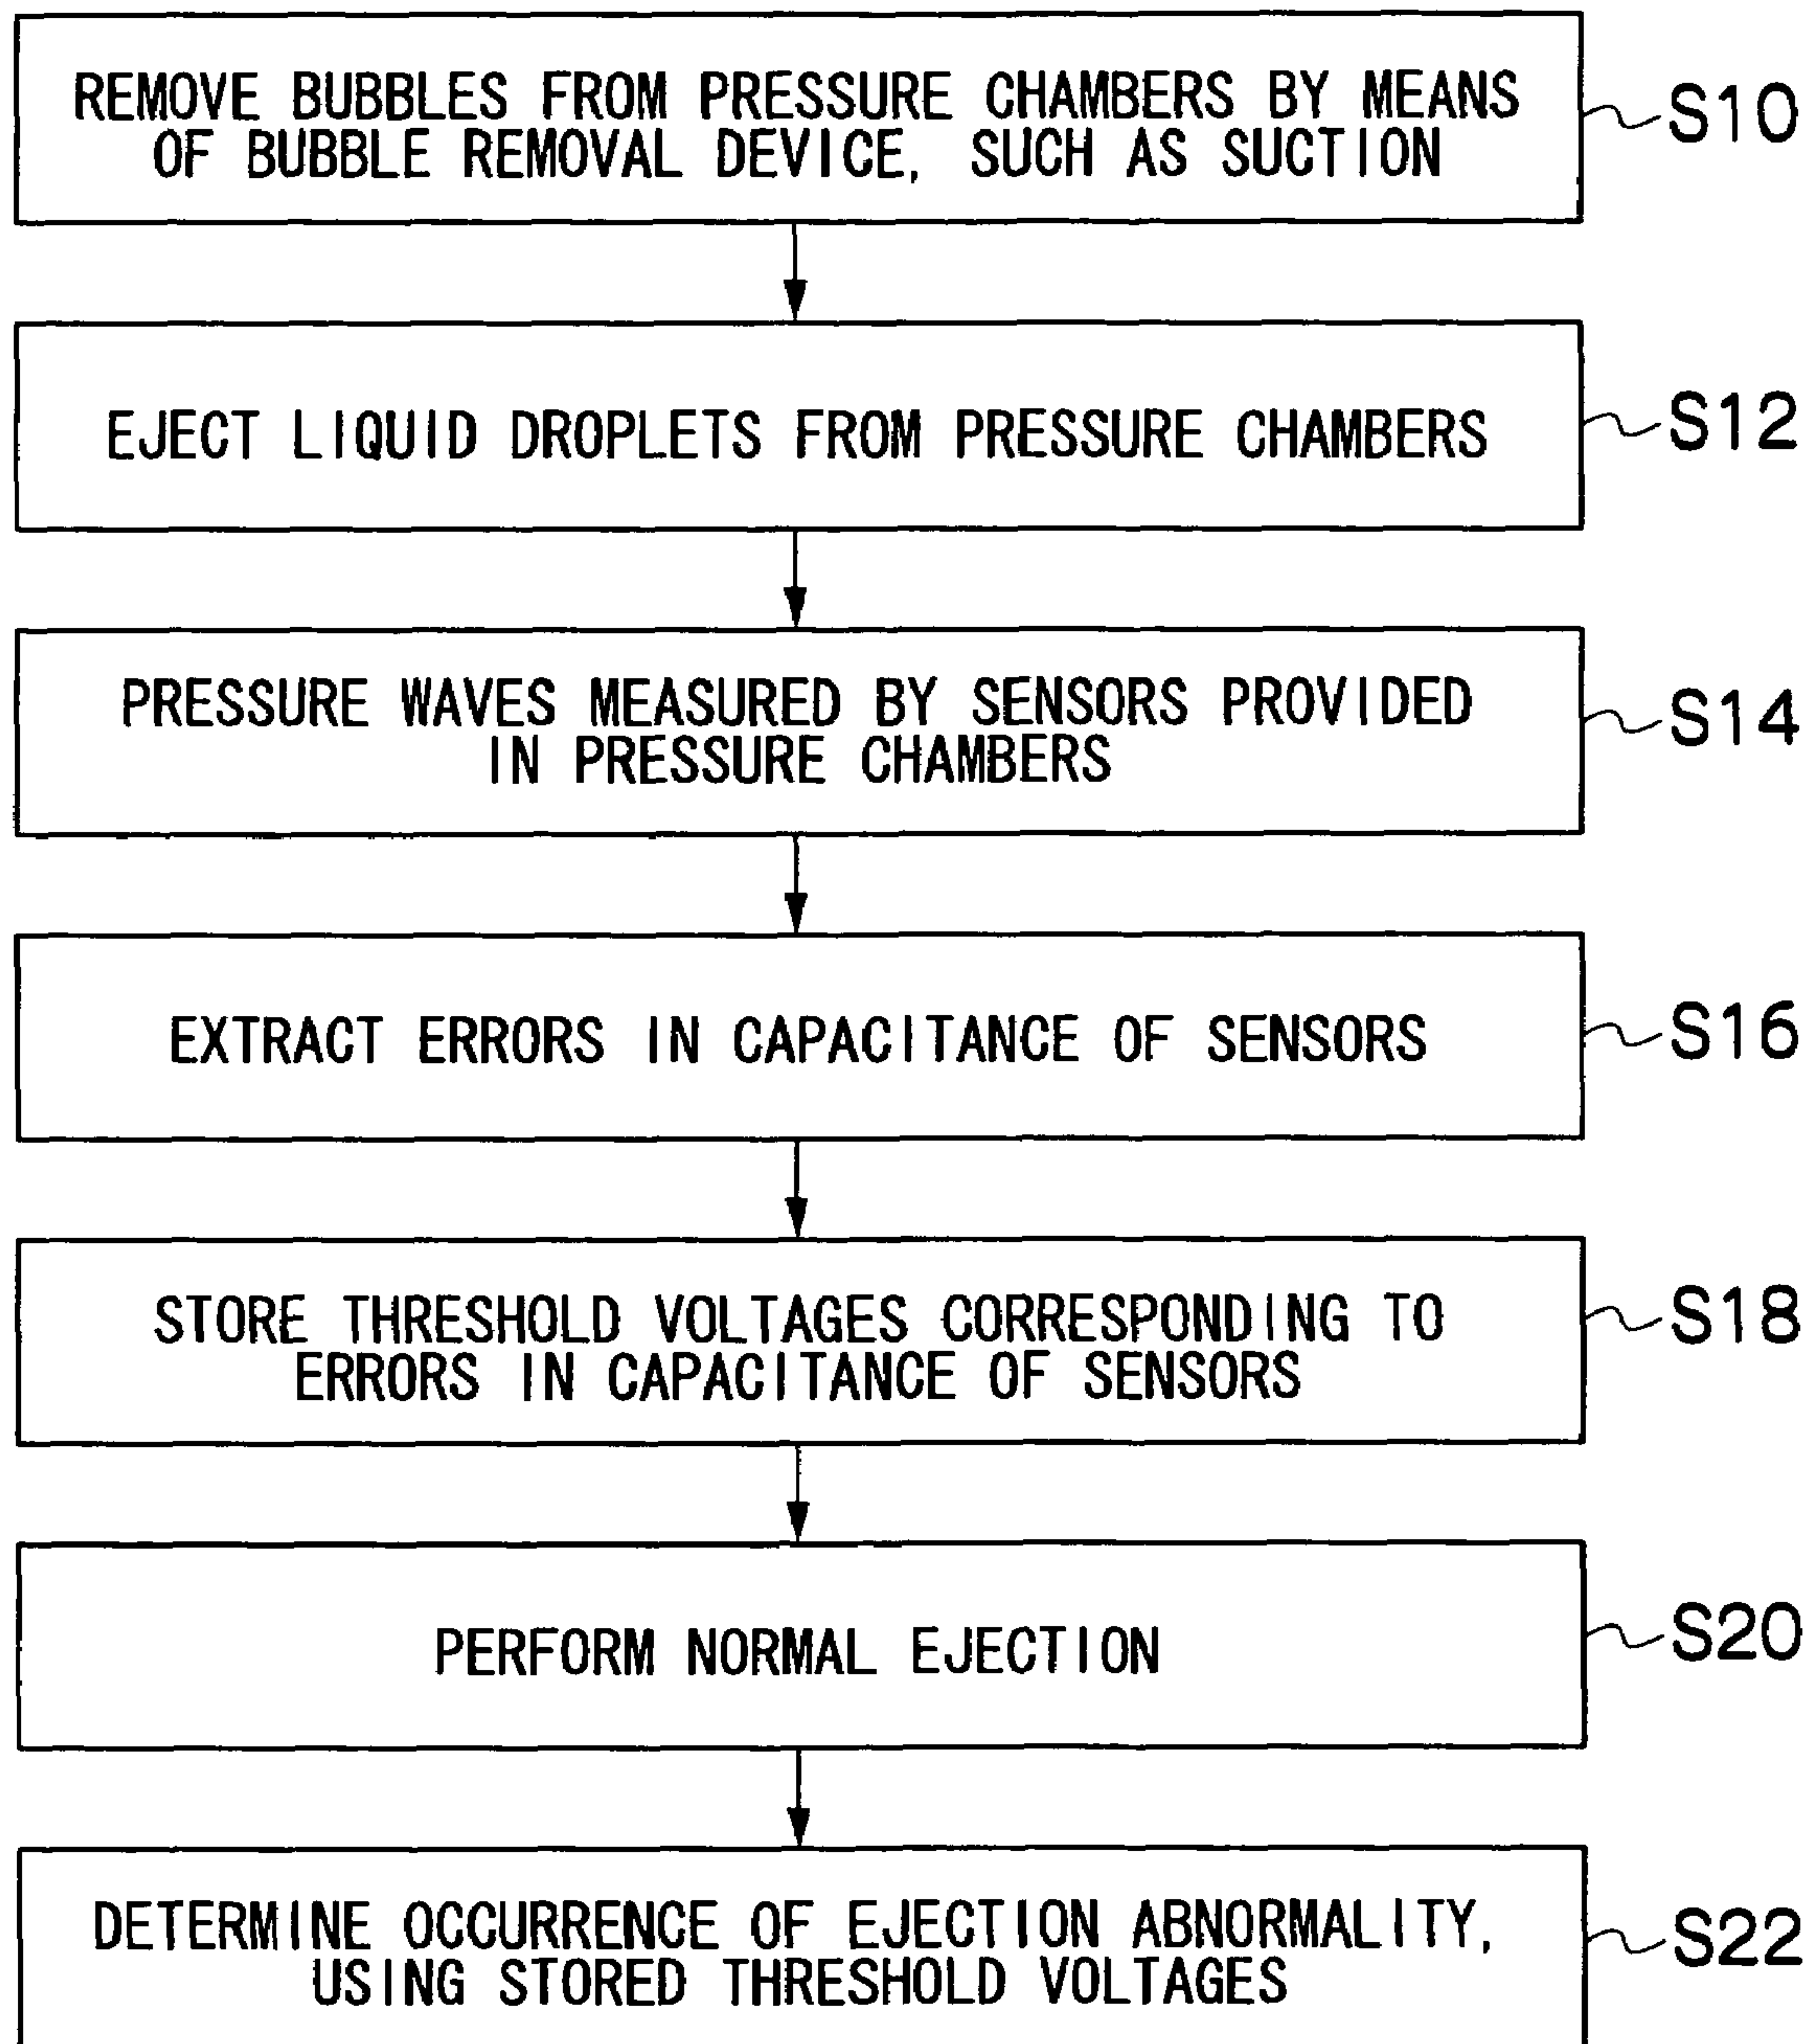 REMOVE BUBBLES FROM PRESSURE CHAMBERS BY MEANS
OF BUBBLE REMOVAL DEVICE, SUCH AS SUCTION
S10
EJECT LIQUID DROPLETS FROM PRESSURE CHAMBERS
S12
PRESSURE WAVES MEASURED BY SENSORS PROVIDED
IN PRESSURE CHAMBERS
S14
EXTRACT ERRORS IN CAPACITANCE OF SENSORS
S16
STORE THRESHOLD VOLTAGES CORRESPONDING TO
ERRORS IN CAPACITANCE OF SENSORS
S18
PERFORM NORMAL EJECTION
S20
DETERMINE OCCURRENCE OF EJECTION ABNORMALITY,
USING STORED THRESHOLD VOLTAGES
S22